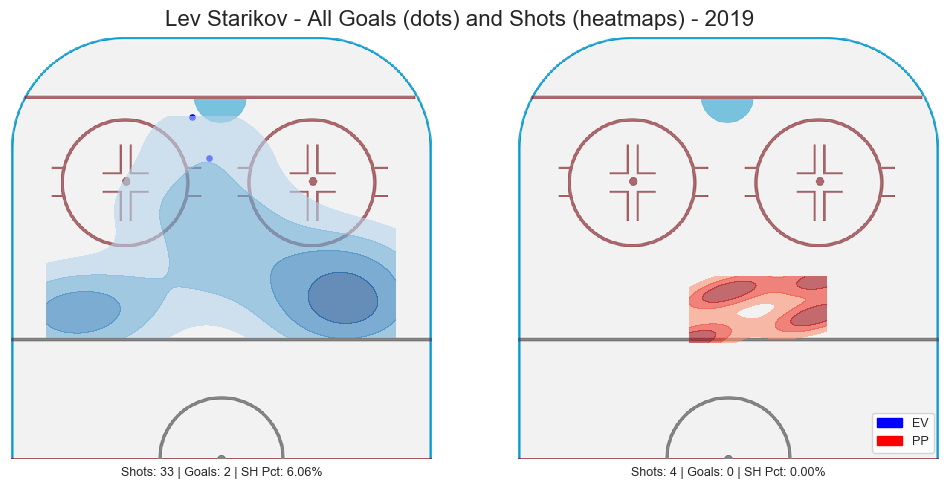 Lev Starikov - All Goals (dots) and Shots (heatmaps) - 2019
EV
PP
Shots: 33 | Goals: 2 | SH Pct: 6.06%
Shots: 4 | Goals: 0 | SH Pct: 0.00%